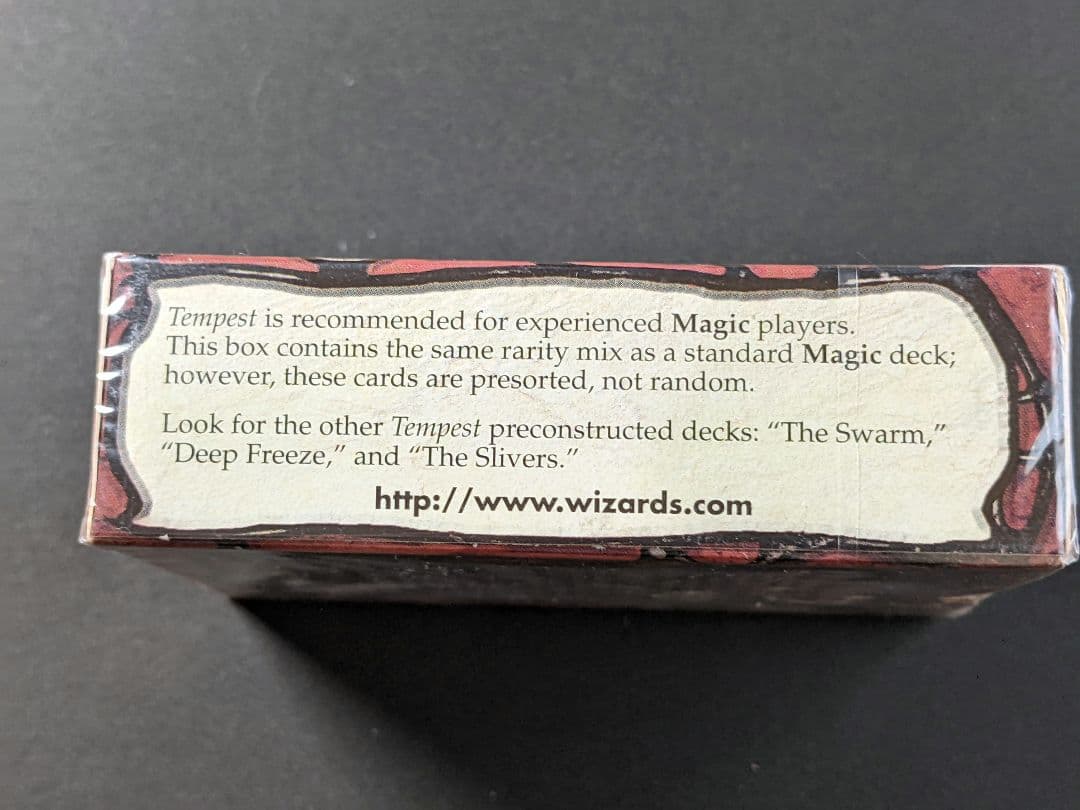 Tempest is recommended for experienced Magic players.
This box contains the same rarity mix as a standard Magic deck;
however, these cards are presorted, not random.
Look for the other Tempest preconstructed decks: “The Swarm,”
“Deep Freeze,” and “The Slivers.”
http://www.wizards.com